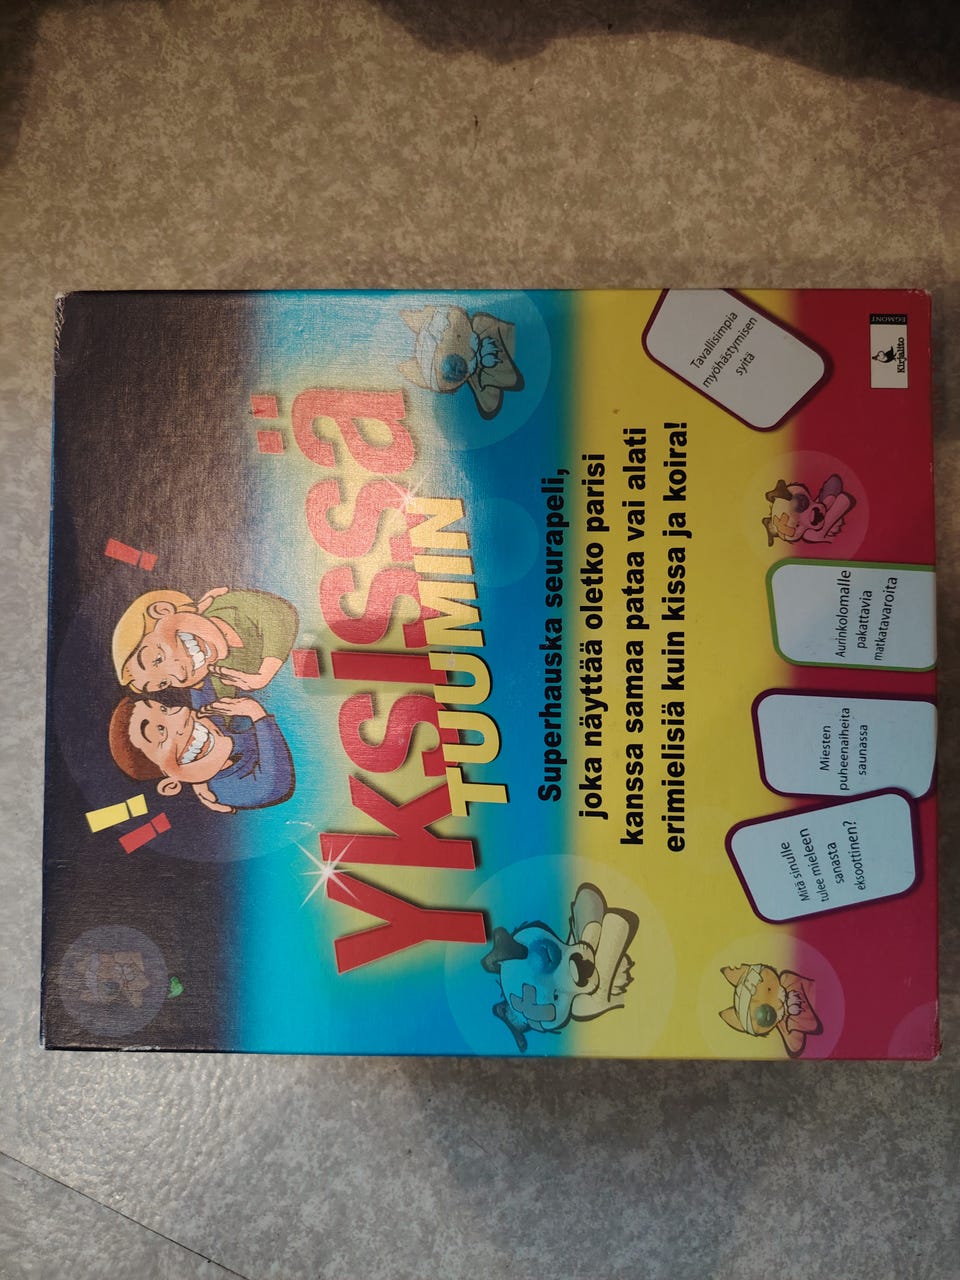 Yksissä
TUUMIN
Superhauska seurapeli,
joka näyttää oletko parisi
kanssa samaa pataa vai alati
erimielisiä kuin kissa ja koira!
Tavallisimpia
myöhästymisen
syitä
Aurinkolomalle
pakattavia
matkatavaroita
Miesten
puheenaiheita
saunassa
Mitä sinulle
tulee mieleen
sanasta
eksoottinen?
EGMONT
Kirjalito